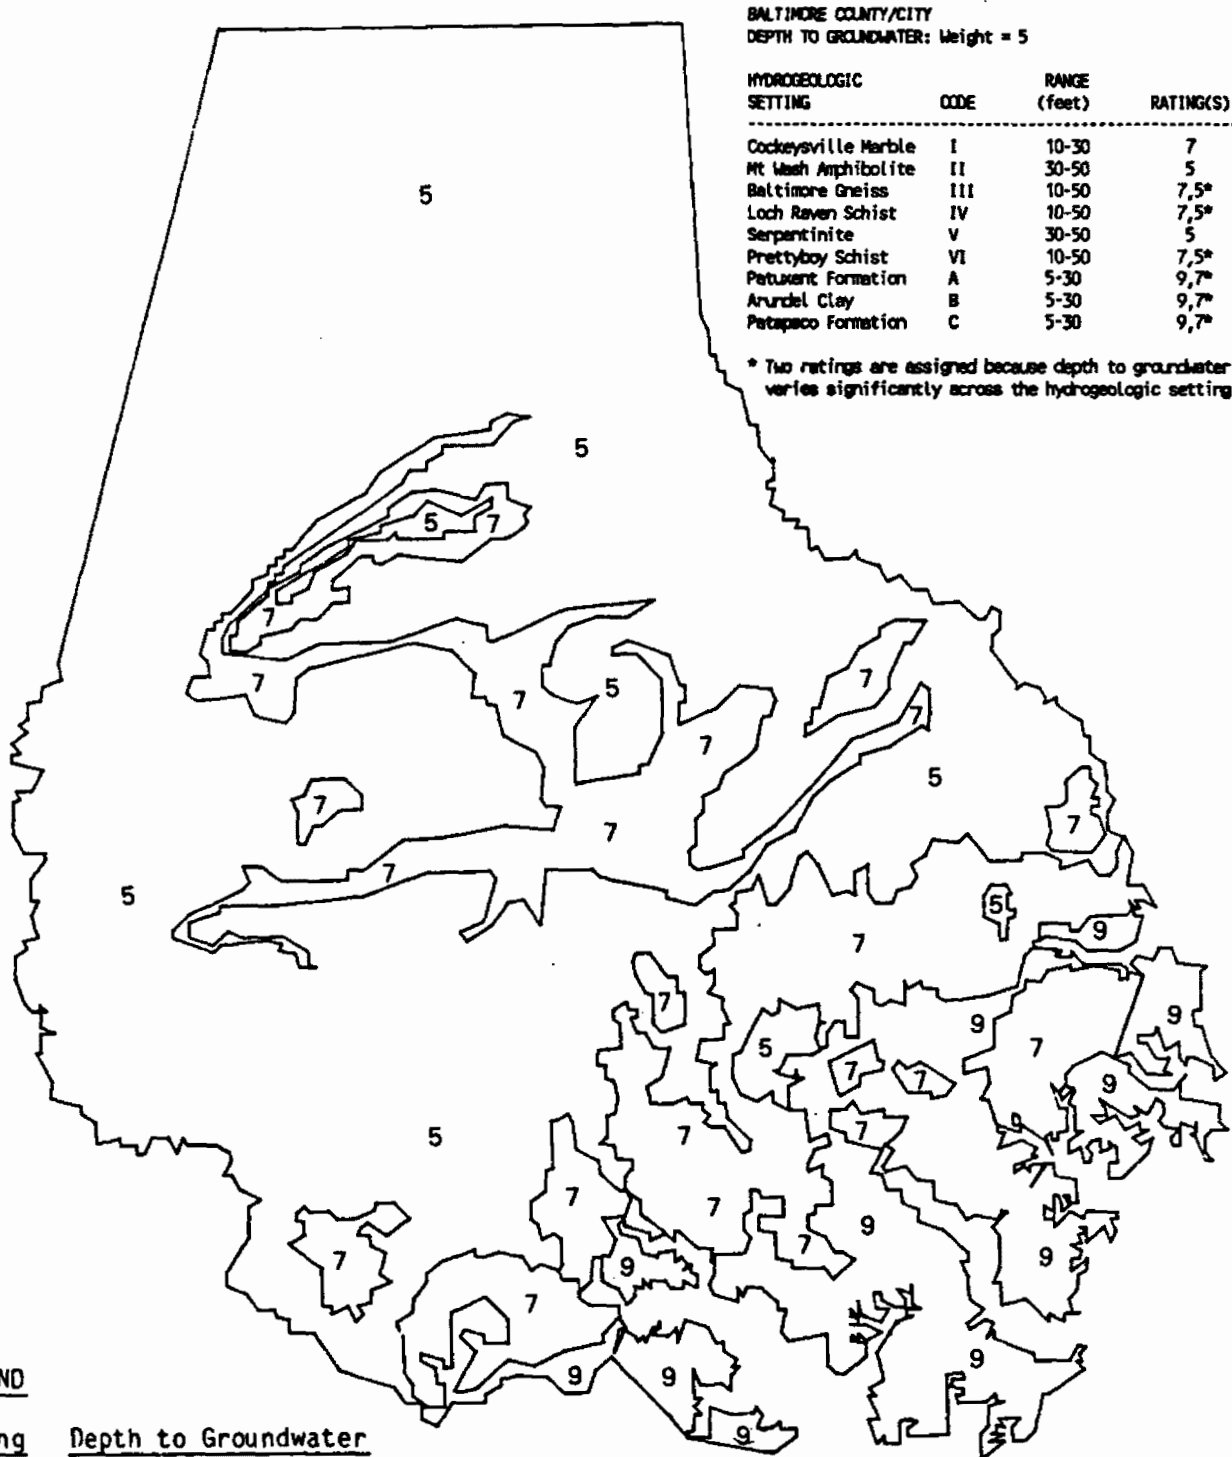 BALTIMORE COUNTY/CITY
DEPTH TO GROUNDWATER: Weight = 5
HYDROGEOLOGIC SETTING CODE RANGE (feet) RATING(S)
Cockeysville Marble I 10-30 7
Mt Wash Amphibolite II 30-50 5
Baltimore Gneiss III 10-50 7,5*
Loch Raven Schist IV 10-50 7,5*
Serpentinite V 30-50 5
Prettyboy Schist VI 10-50 7,5*
Patuxent Formation A 5-30 9,7*
Arundel Clay B 5-30 9,7*
Patapsco Formation C 5-30 9,7*
* Two ratings are assigned because depth to groundwater
varies significantly across the hydrogeologic setting
5
5
5 7
7
7
5
7
7
7
7
7
5
7
7
7
7
5
5
9
7
7
9
9
5
7
7
7
9
7
5
7
7
7
9
7
9
7
9
7
9
9
9
9
ND
ng Depth to Groundwater